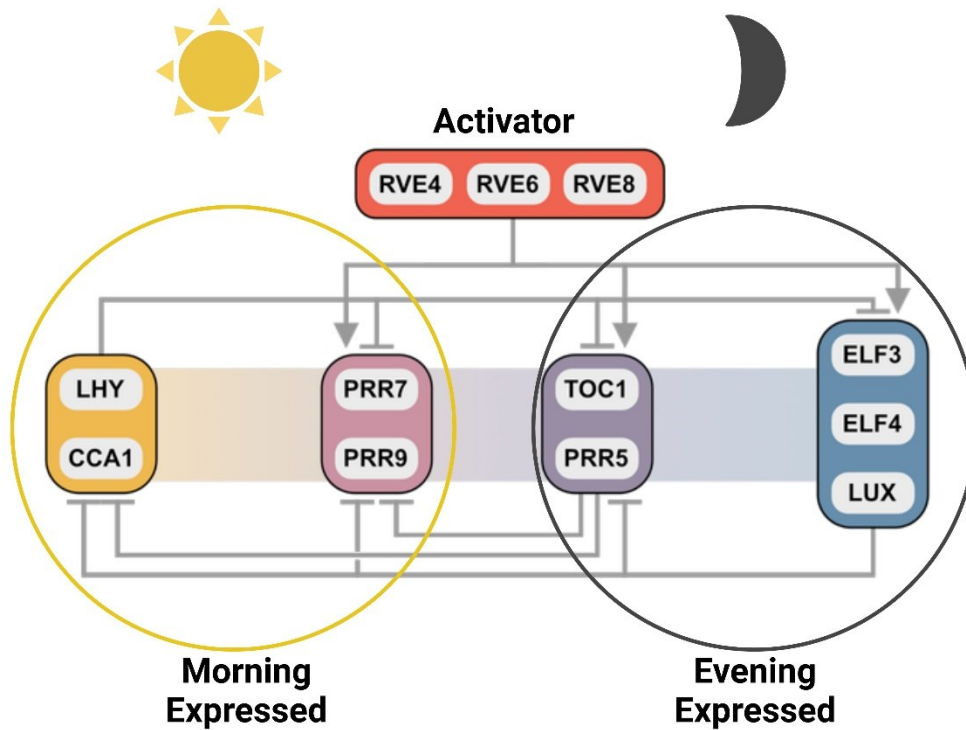 Activator
RVE4 RVE6 RVE8
LHY
CCA1
PRR7
PRR9
TOC1
PRR5
ELF3
ELF4
LUX
Morning
Expressed
Evening
Expressed